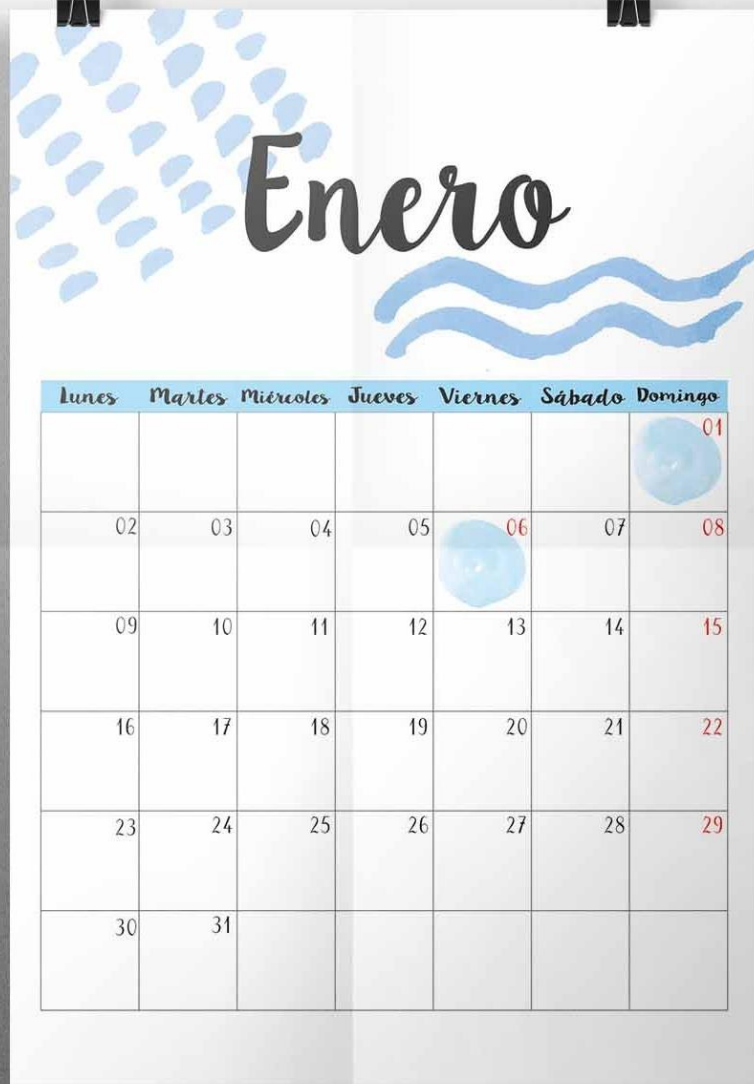 Enero
Lunes Martes Miércoles Jueves Viernes Sábado Domingo
01
02 03 04 05 06 07 08
09 10 11 12 13 14 15
16 17 18 19 20 21 22
23 24 25 26 27 28 29
30 31